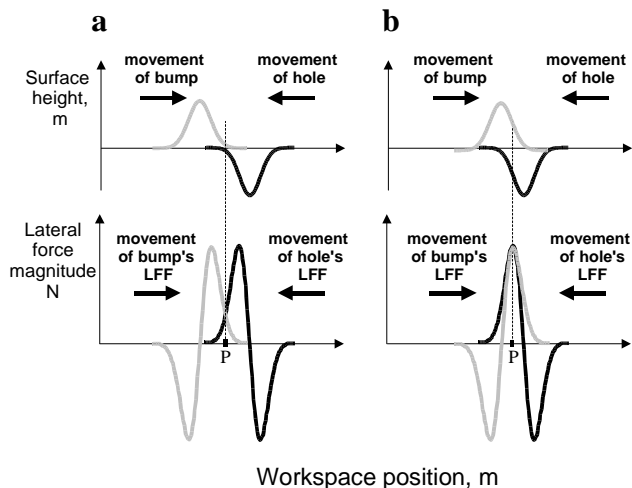 a
Surface
height,
m
movement
of bump
movement
of hole
Lateral
force
magnitude
N
movement
of bump's
LFF
movement
of hole's
LFF
P
b
movement
of bump
movement
of hole
movement
of bump's
LFF
movement
of hole's
LFF
P
Workspace position, m